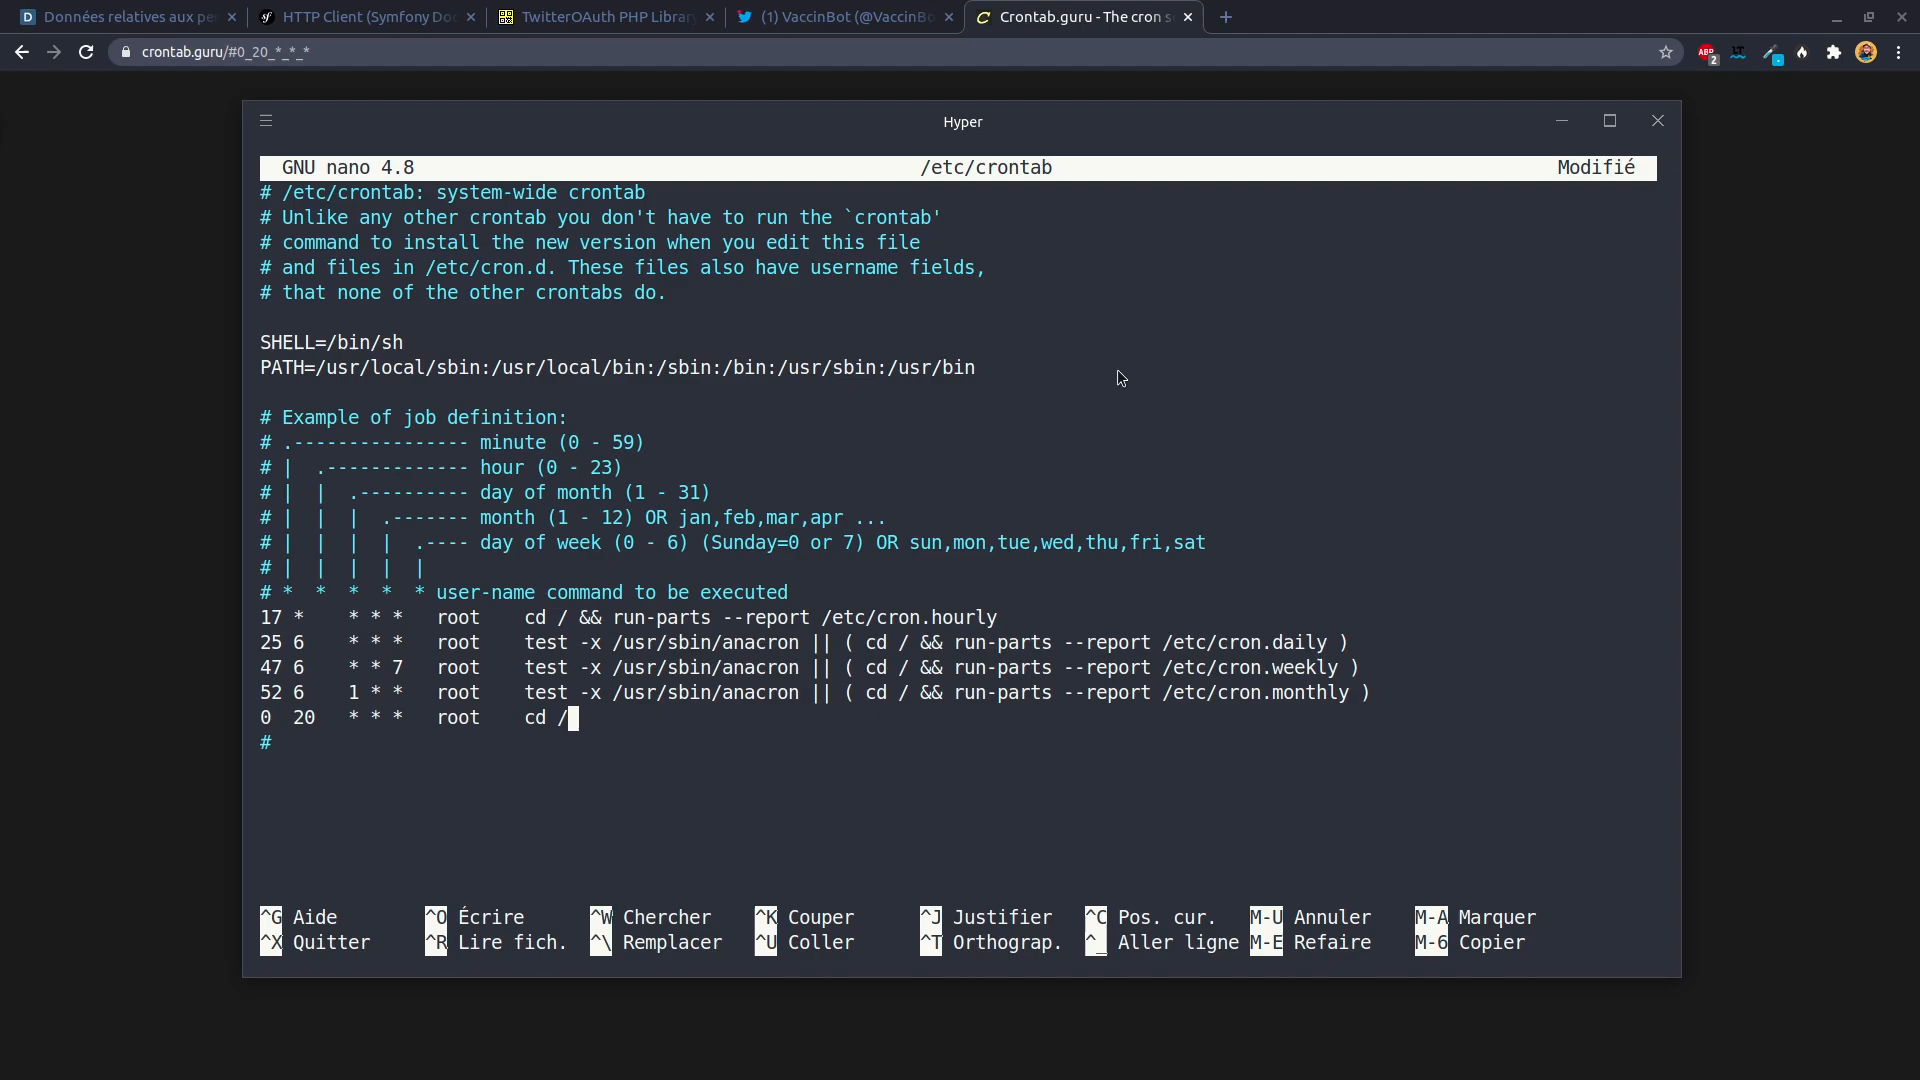 Données relatives aux pe
HTTP Client (Symfony Do
TwitterOAuth PHP Library
(1) VaccinBot (@VaccinBo
Crontab.guru - The cron s
crontab.guru/#0_20_*_*_*
ABP
2
LT
Hyper
GNU nano 4.8 /etc/crontab Modifié
# /etc/crontab: system-wide crontab
# Unlike any other crontab you don't have to run the `crontab'
# command to install the new version when you edit this file
# and files in /etc/cron.d. These files also have username fields,
# that none of the other crontabs do.
SHELL=/bin/sh
PATH=/usr/local/sbin:/usr/local/bin:/sbin:/bin:/usr/sbin:/usr/bin
# Example of job definition:
# .---------------- minute (0 - 59)
# |  .------------- hour (0 - 23)
# |  |  .---------- day of month (1 - 31)
# |  |  |  .------- month (1 - 12) OR jan,feb,mar,apr ...
# |  |  |  |  .---- day of week (0 - 6) (Sunday=0 or 7) OR sun,mon,tue,wed,thu,fri,sat
# |  |  |  |  |
# *  *  *  *  * user-name command to be executed
17 *    * * *   root    cd / && run-parts --report /etc/cron.hourly
25 6    * * *   root    test -x /usr/sbin/anacron || ( cd / && run-parts --report /etc/cron.daily )
47 6    * * 7   root    test -x /usr/sbin/anacron || ( cd / && run-parts --report /etc/cron.weekly )
52 6    1 * *   root    test -x /usr/sbin/anacron || ( cd / && run-parts --report /etc/cron.monthly )
0  20   * * *   root    cd /
#
^G Aide ^O Écrire ^W Chercher ^K Couper ^J Justifier ^C Pos. cur. M-U Annuler M-A Marquer
^X Quitter ^R Lire fich. ^\ Remplacer ^U Coller ^T Orthograp. ^_ Aller ligne M-E Refaire M-6 Copier